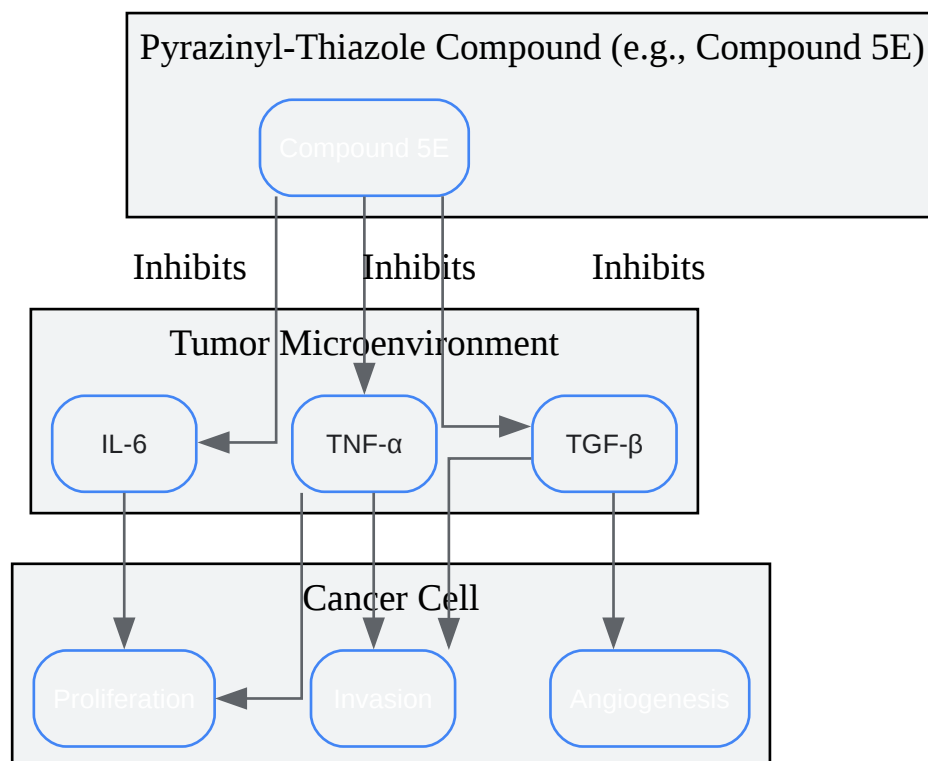 Pyrazinyl-Thiazole Compound (e.g., Compound 5E)
Compound 5E
Inhibits
Inhibits
Inhibits
Tumor Microenvironment
IL-6
TNF-α
TGF-β
Cancer Cell
Proliferation
Invasion
Angiogenesis